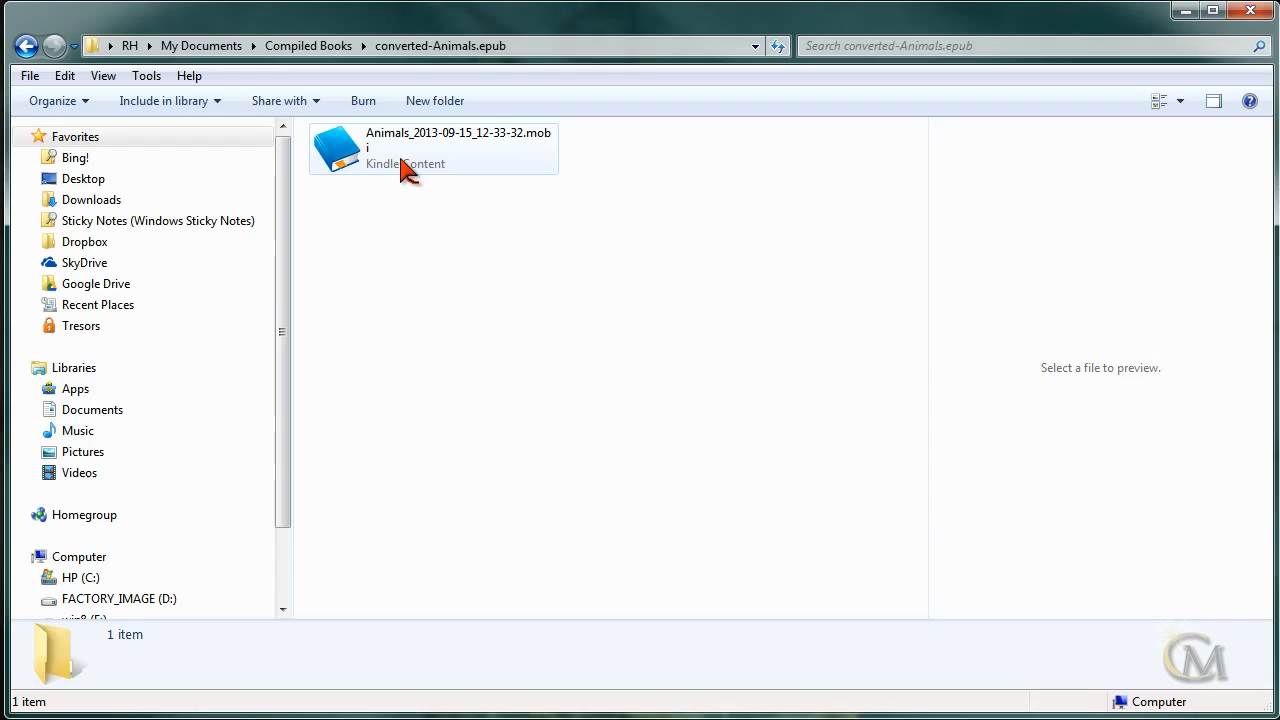 RH My Documents Compiled Books converted-Animals.epub Search converted-Animals.epub
File Edit View Tools Help
Organize Include in library Share with Burn New folder
Favorites
Bing!
Desktop
Downloads
Sticky Notes (Windows Sticky Notes)
Dropbox
SkyDrive
Google Drive
Recent Places
Tresors
Libraries
Apps
Documents
Music
Pictures
Videos
Homegroup
Computer
HP (C:)
FACTORY_IMAGE (D:)
Animals_2013-09-15_12-33-32.mob
i
Kindle Content
Select a file to preview.
1 item
CM
1 item Computer